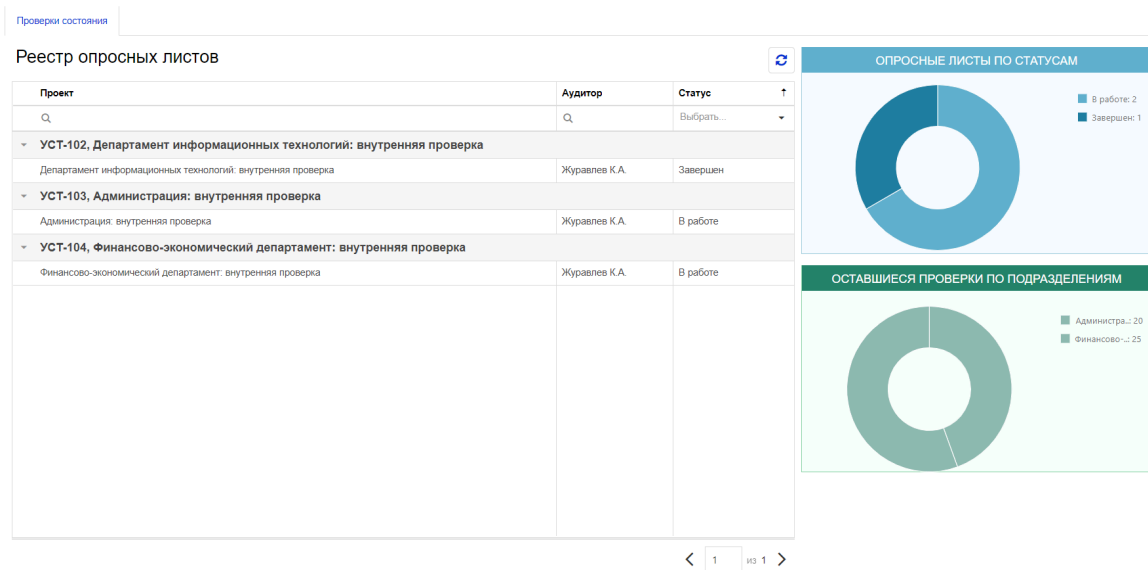 Проверки состояния
Реестр опросных листов
Проект Аудитор Статус ↑
Выбрать...
УСТ-102, Департамент информационных технологий: внутренняя проверка
Департамент информационных технологий: внутренняя проверка Журавлев К.А. Завершен
УСТ-103, Администрация: внутренняя проверка
Администрация: внутренняя проверка Журавлев К.А. В работе
УСТ-104, Финансово-экономический департамент: внутренняя проверка
Финансово-экономический департамент: внутренняя проверка Журавлев К.А. В работе
1 из 1
ОПРОСНЫЕ ЛИСТЫ ПО СТАТУСАМ
В работе: 2
Завершен: 1
ОСТАВШИЕСЯ ПРОВЕРКИ ПО ПОДРАЗДЕЛЕНИЯМ
Администра..: 20
Финансово-..: 25